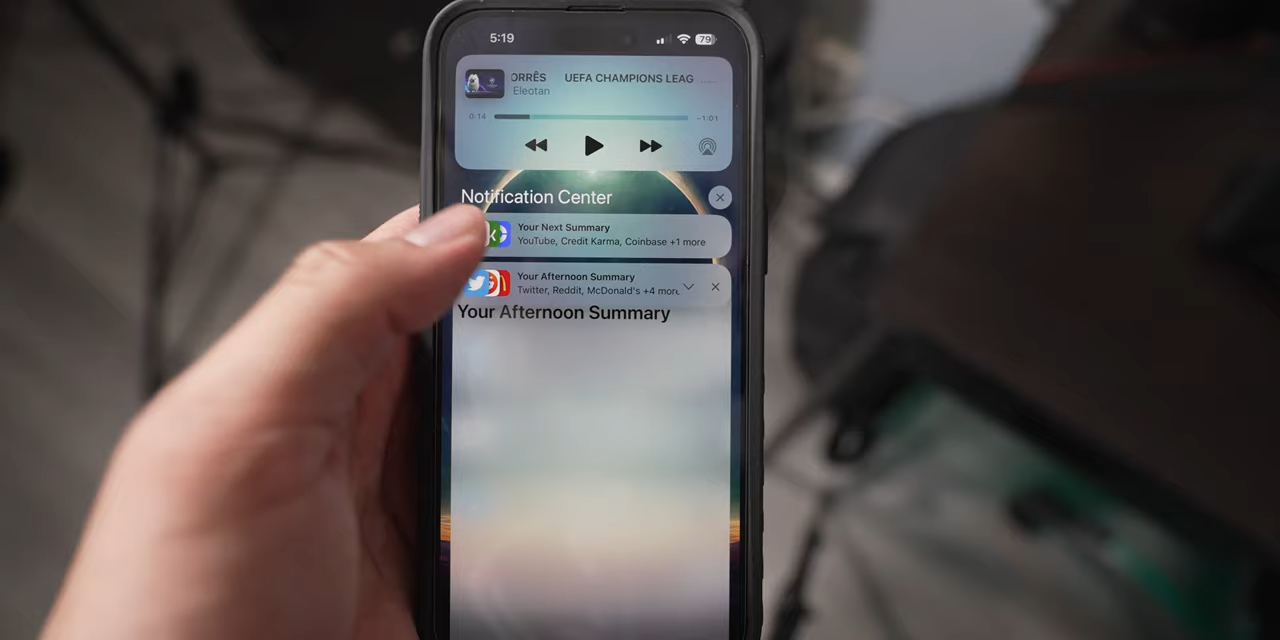 5:19
79
ORRÊS UEFA CHAMPIONS LEAG
Eleotan
0:14
-1:01
Notification Center
Your Next Summary
YouTube, Credit Karma, Coinbase +1 more
Your Afternoon Summary
Twitter, Reddit, McDonald's +4 more
Your Afternoon Summary